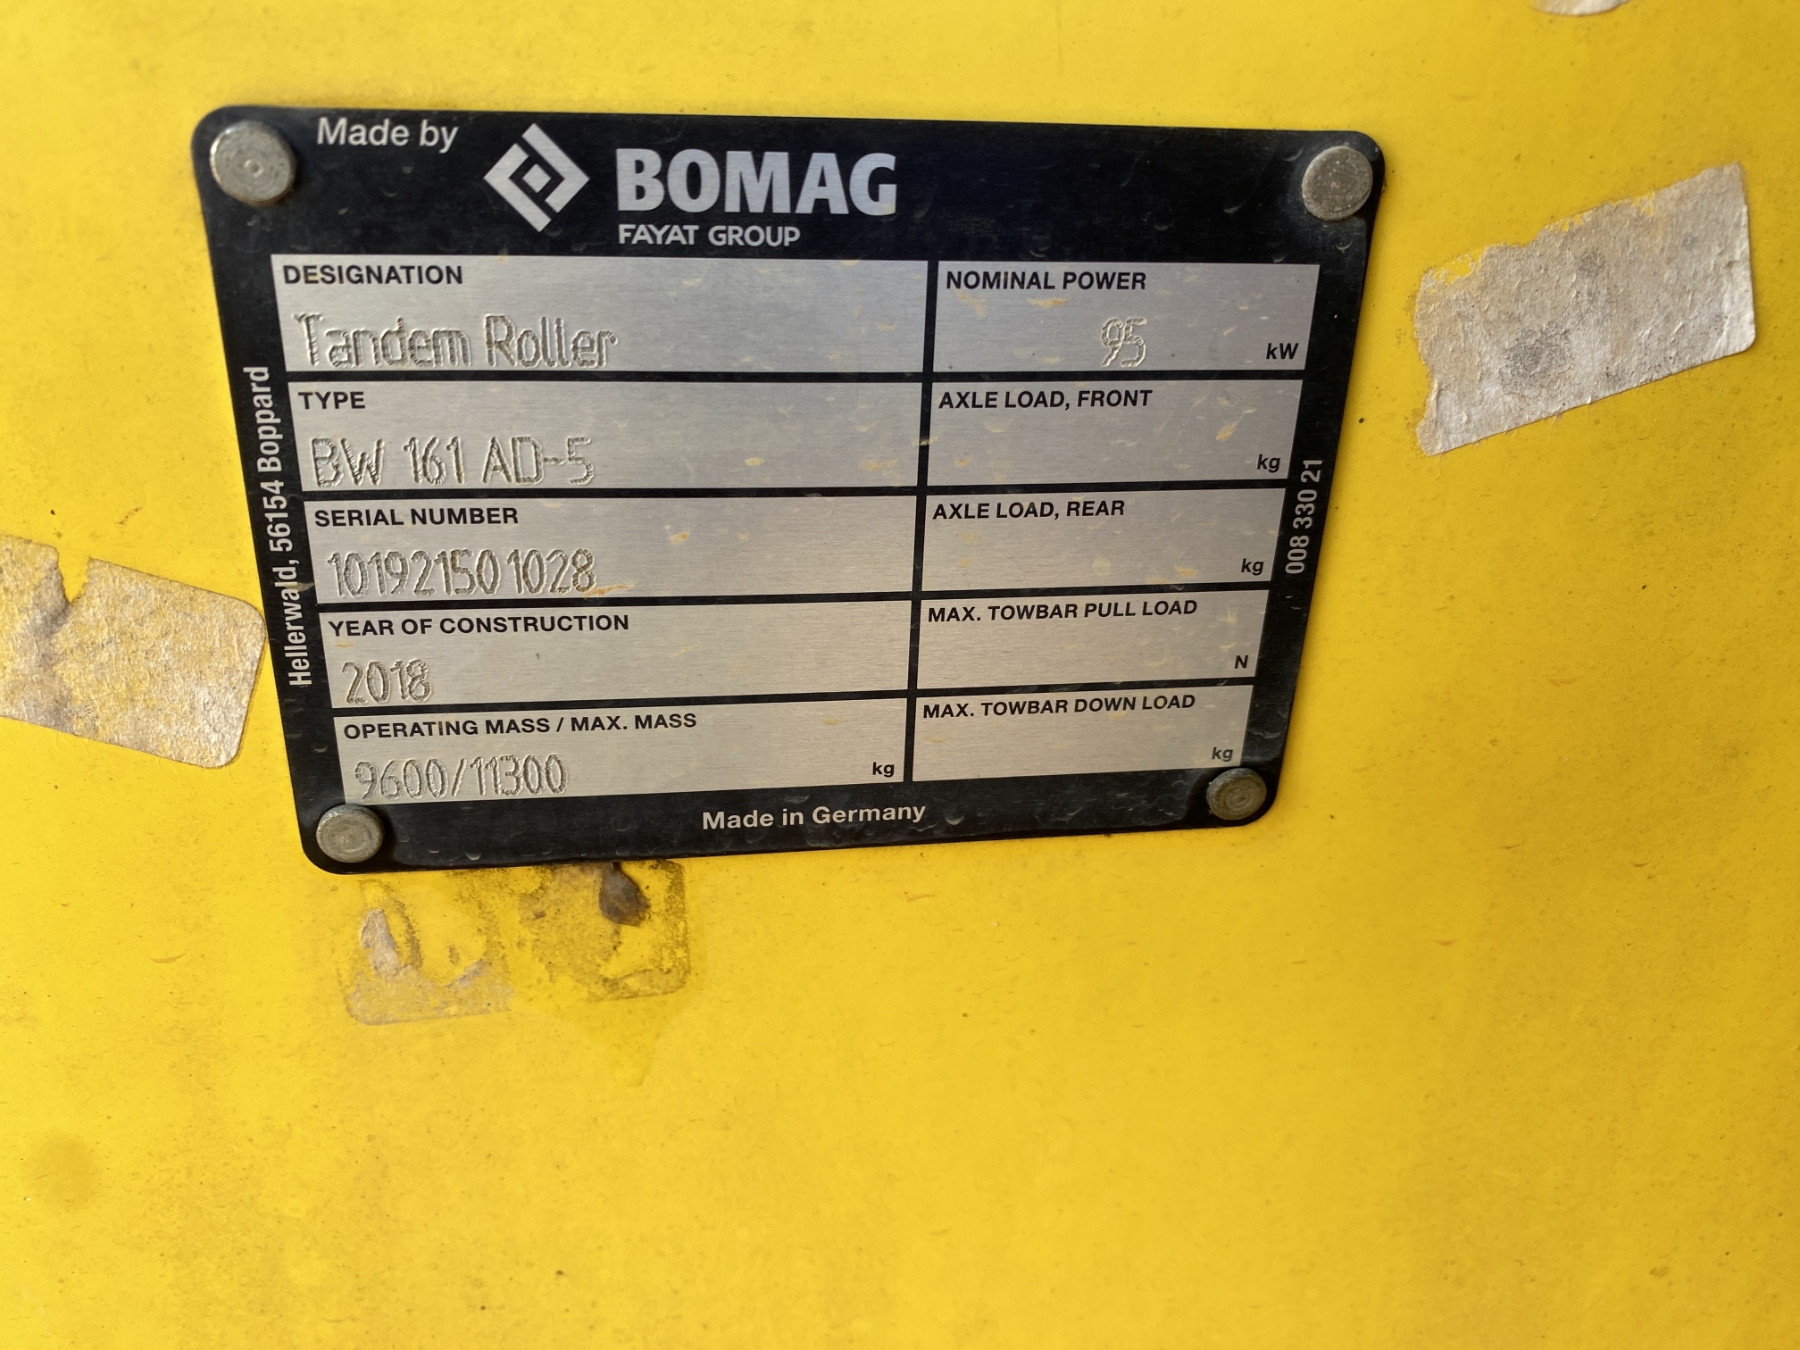 Made by
BOMAG
FAYAT GROUP
DESIGNATION
Tandem Roller
NOMINAL POWER
95 kW
TYPE
BW 161 AD-5
AXLE LOAD, FRONT
kg
SERIAL NUMBER
101921501028
AXLE LOAD, REAR
kg
YEAR OF CONSTRUCTION
2018
MAX. TOWBAR PULL LOAD
N
OPERATING MASS / MAX. MASS
9600/11300 kg
MAX. TOWBAR DOWN LOAD
kg
Made in Germany
Hellerwald, 56154 Boppard
008 330 21